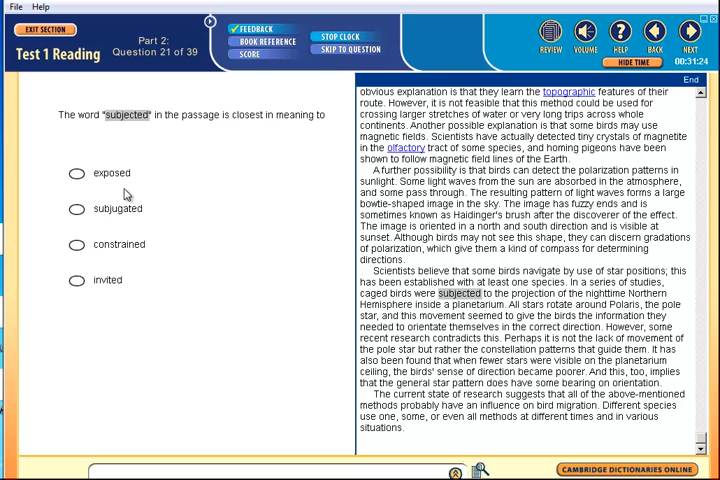 File Help
EXIT SECTION
Test 1 Reading
Part 2:
Question 21 of 39
FEEDBACK
BOOK REFERENCE
SCORE
STOP CLOCK
SKIP TO QUESTION
REVIEW VOLUME HELP BACK NEXT
HIDE TIME 00:31:24
The word "subjected" in the passage is closest in meaning to
exposed
subjugated
constrained
invited
End
obvious explanation is that they learn the topographic features of their
route. However, it is not feasible that this method could be used for
crossing larger stretches of water or very long trips across whole
continents. Another possible explanation is that some birds may use
magnetic fields. Scientists have actually detected tiny crystals of magnetite
in the olfactory tract of some species, and homing pigeons have been
shown to follow magnetic field lines of the Earth.
A further possibility is that birds can detect the polarization patterns in
sunlight. Some light waves from the sun are absorbed in the atmosphere,
and some pass through. The resulting pattern of light waves forms a large
bowtie-shaped image in the sky. The image has fuzzy ends and is
sometimes known as Haidinger's brush after the discoverer of the effect.
The image is oriented in a north and south direction and is visible at
sunset. Although birds may not see this shape, they can discern gradations
of polarization, which give them a kind of compass for determining
directions.
Scientists believe that some birds navigate by use of star positions; this
has been established with at least one species. In a series of studies,
caged birds were subjected to the projection of the nighttime Northern
Hemisphere inside a planetarium. All stars rotate around Polaris, the pole
star, and this movement seemed to give the birds the information they
needed to orientate themselves in the correct direction. However, some
recent research contradicts this. Perhaps it is not the lack of movement of
the pole star but rather the constellation patterns that guide them. It has
also been found that when fewer stars were visible on the planetarium
ceiling, the birds' sense of direction became poorer. And this, too, implies
that the general star pattern does have some bearing on orientation.
The current state of research suggests that all of the above-mentioned
methods probably have an influence on bird migration. Different species
use one, some, or even all methods at different times and in various
situations.
CAMBRIDGE DICTIONARIES ONLINE